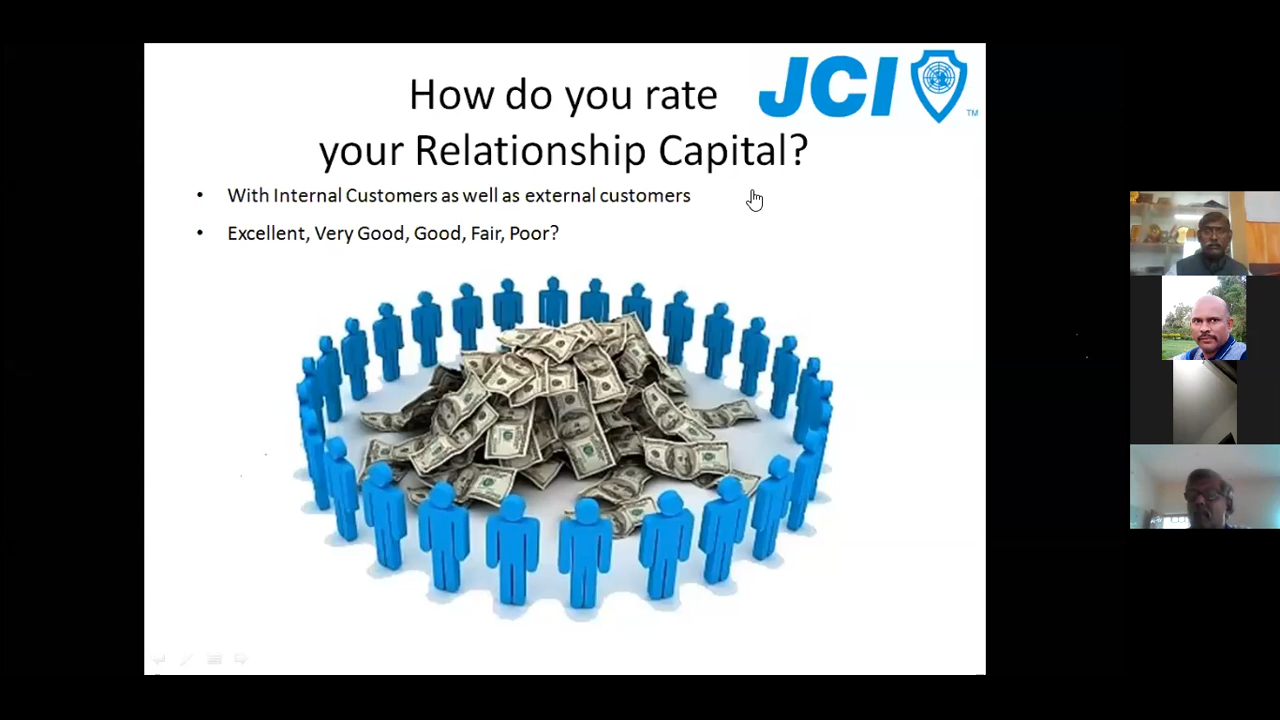 How do you rate
JCI
TM
your Relationship Capital?
• With Internal Customers as well as external customers
• Excellent, Very Good, Good, Fair, Poor?